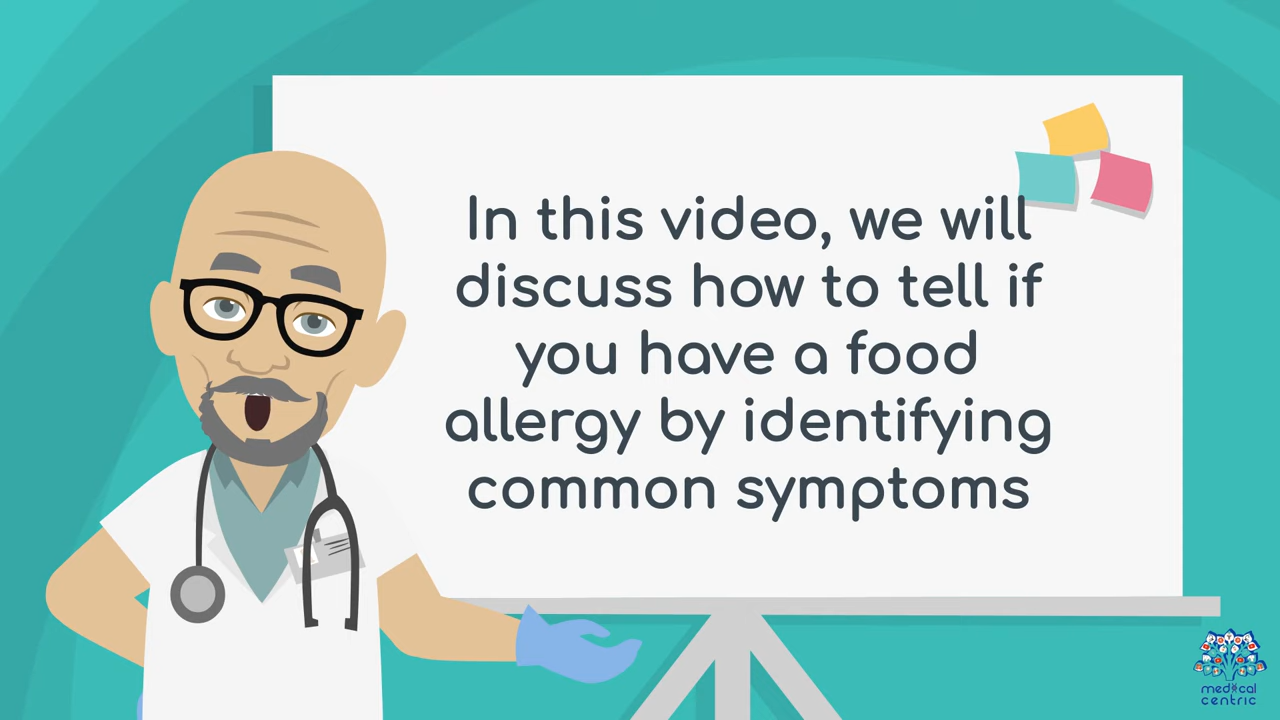 In this video, we will
discuss how to tell if
you have a food
allergy by identifying
common symptoms
medical
centric